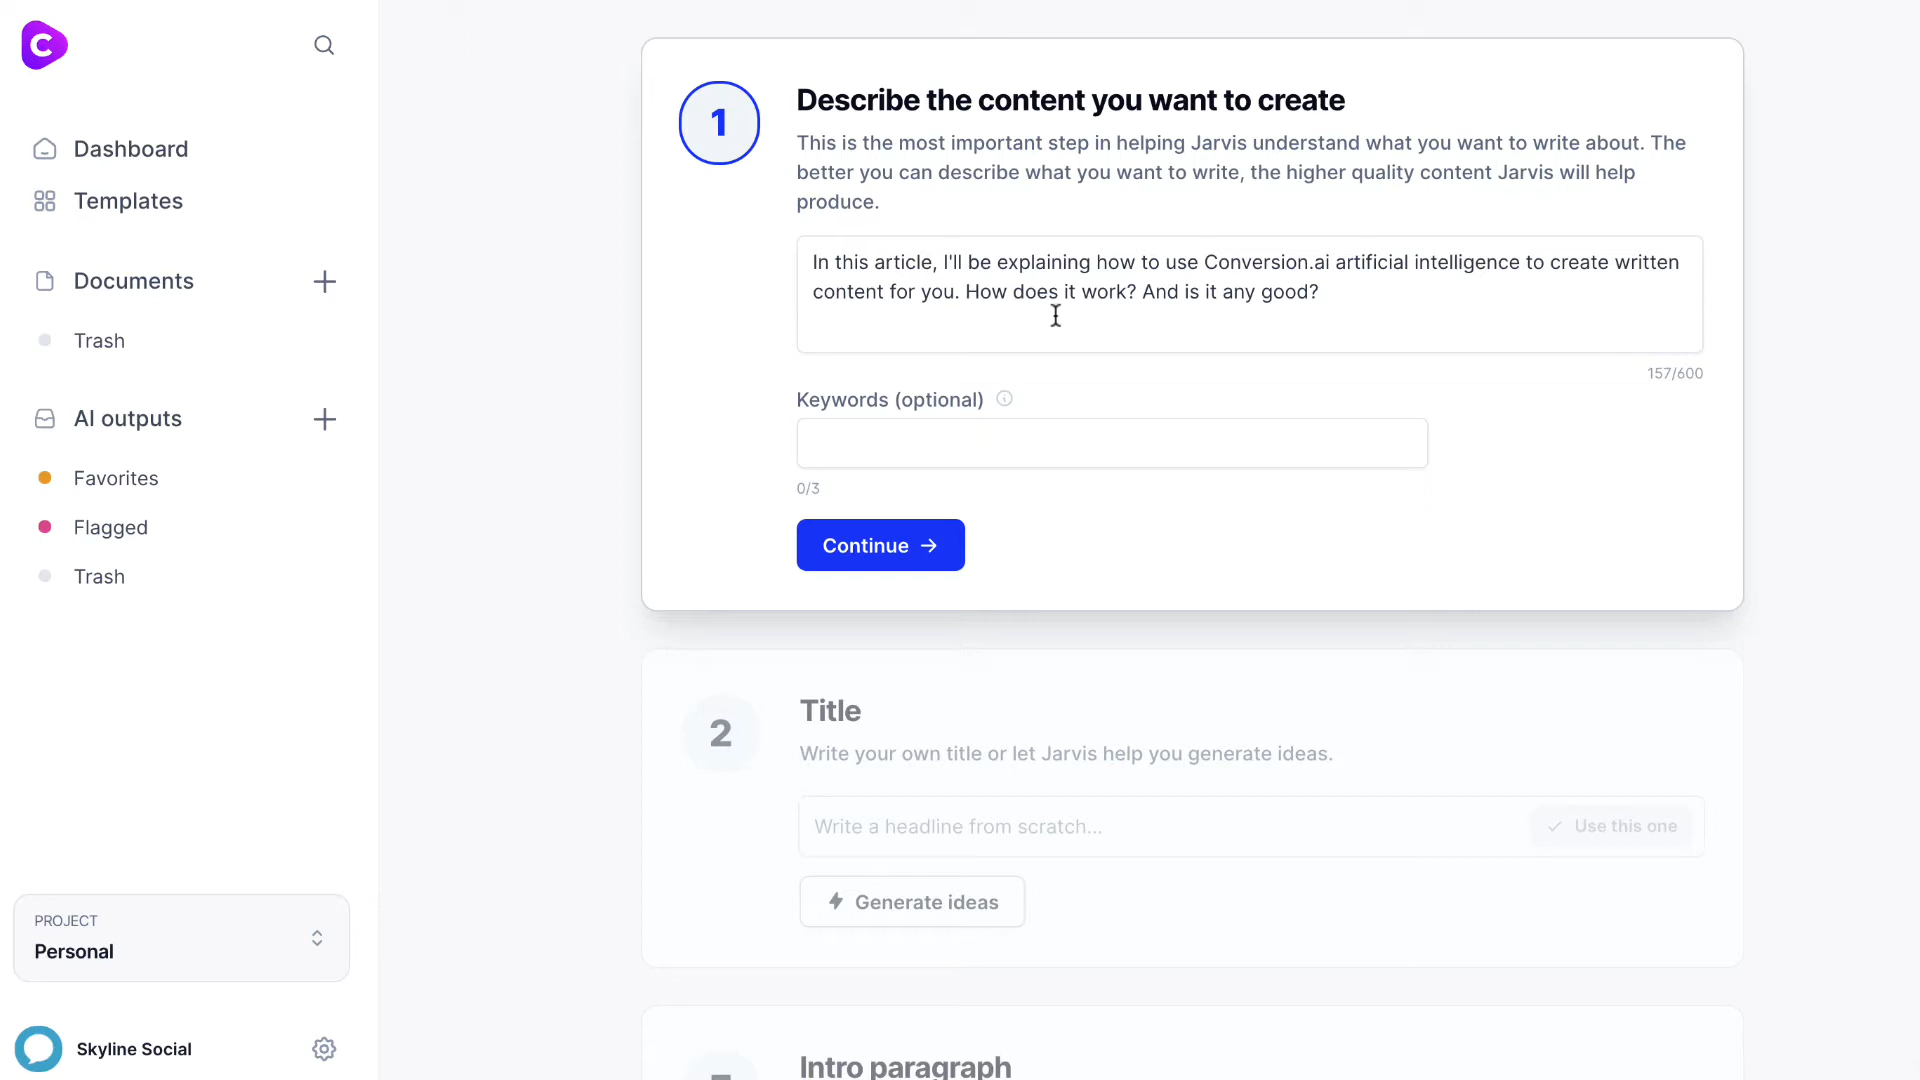 C
Dashboard
Templates
Documents
Trash
AI outputs
Favorites
Flagged
Trash
PROJECT
Personal
Skyline Social
1
Describe the content you want to create
This is the most important step in helping Jarvis understand what you want to write about. The
better you can describe what you want to write, the higher quality content Jarvis will help
produce.
In this article, I'll be explaining how to use Conversion.ai artificial intelligence to create written
content for you. How does it work? And is it any good?
157/600
Keywords (optional)
0/3
Continue →
2
Title
Write your own title or let Jarvis help you generate ideas.
Write a headline from scratch...
Use this one
Generate ideas
Intro paragraph